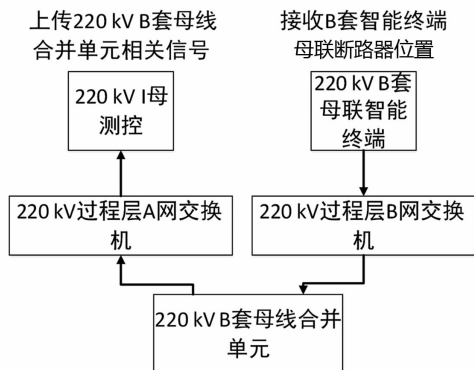 上传220 kV B套母线
合并单元相关信号
接收B套智能终端
母联断路器位置
220 kV I母
测控
220 kV B套
母联智能
终端
220 kV过程层A网交换
机
220 kV过程层B网交换
机
220 kV B套母线合并
单元